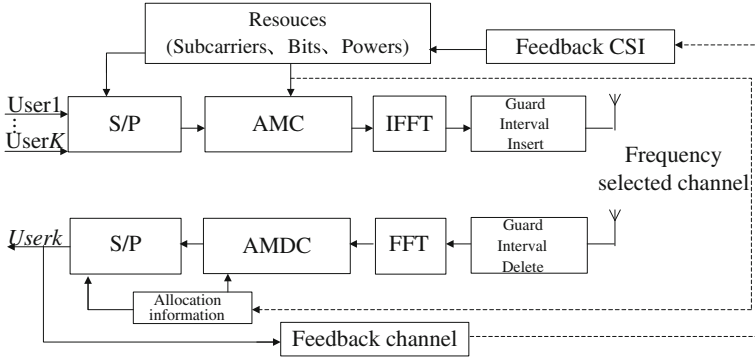 Resouces
(Subcarriers、Bits、Powers)
Feedback CSI
User1
⋮
UserK
S/P
AMC
IFFT
Guard
Interval
Insert
Frequency
selected channel
Userk
S/P
AMDC
FFT
Guard
Interval
Delete
Allocation
information
Feedback channel